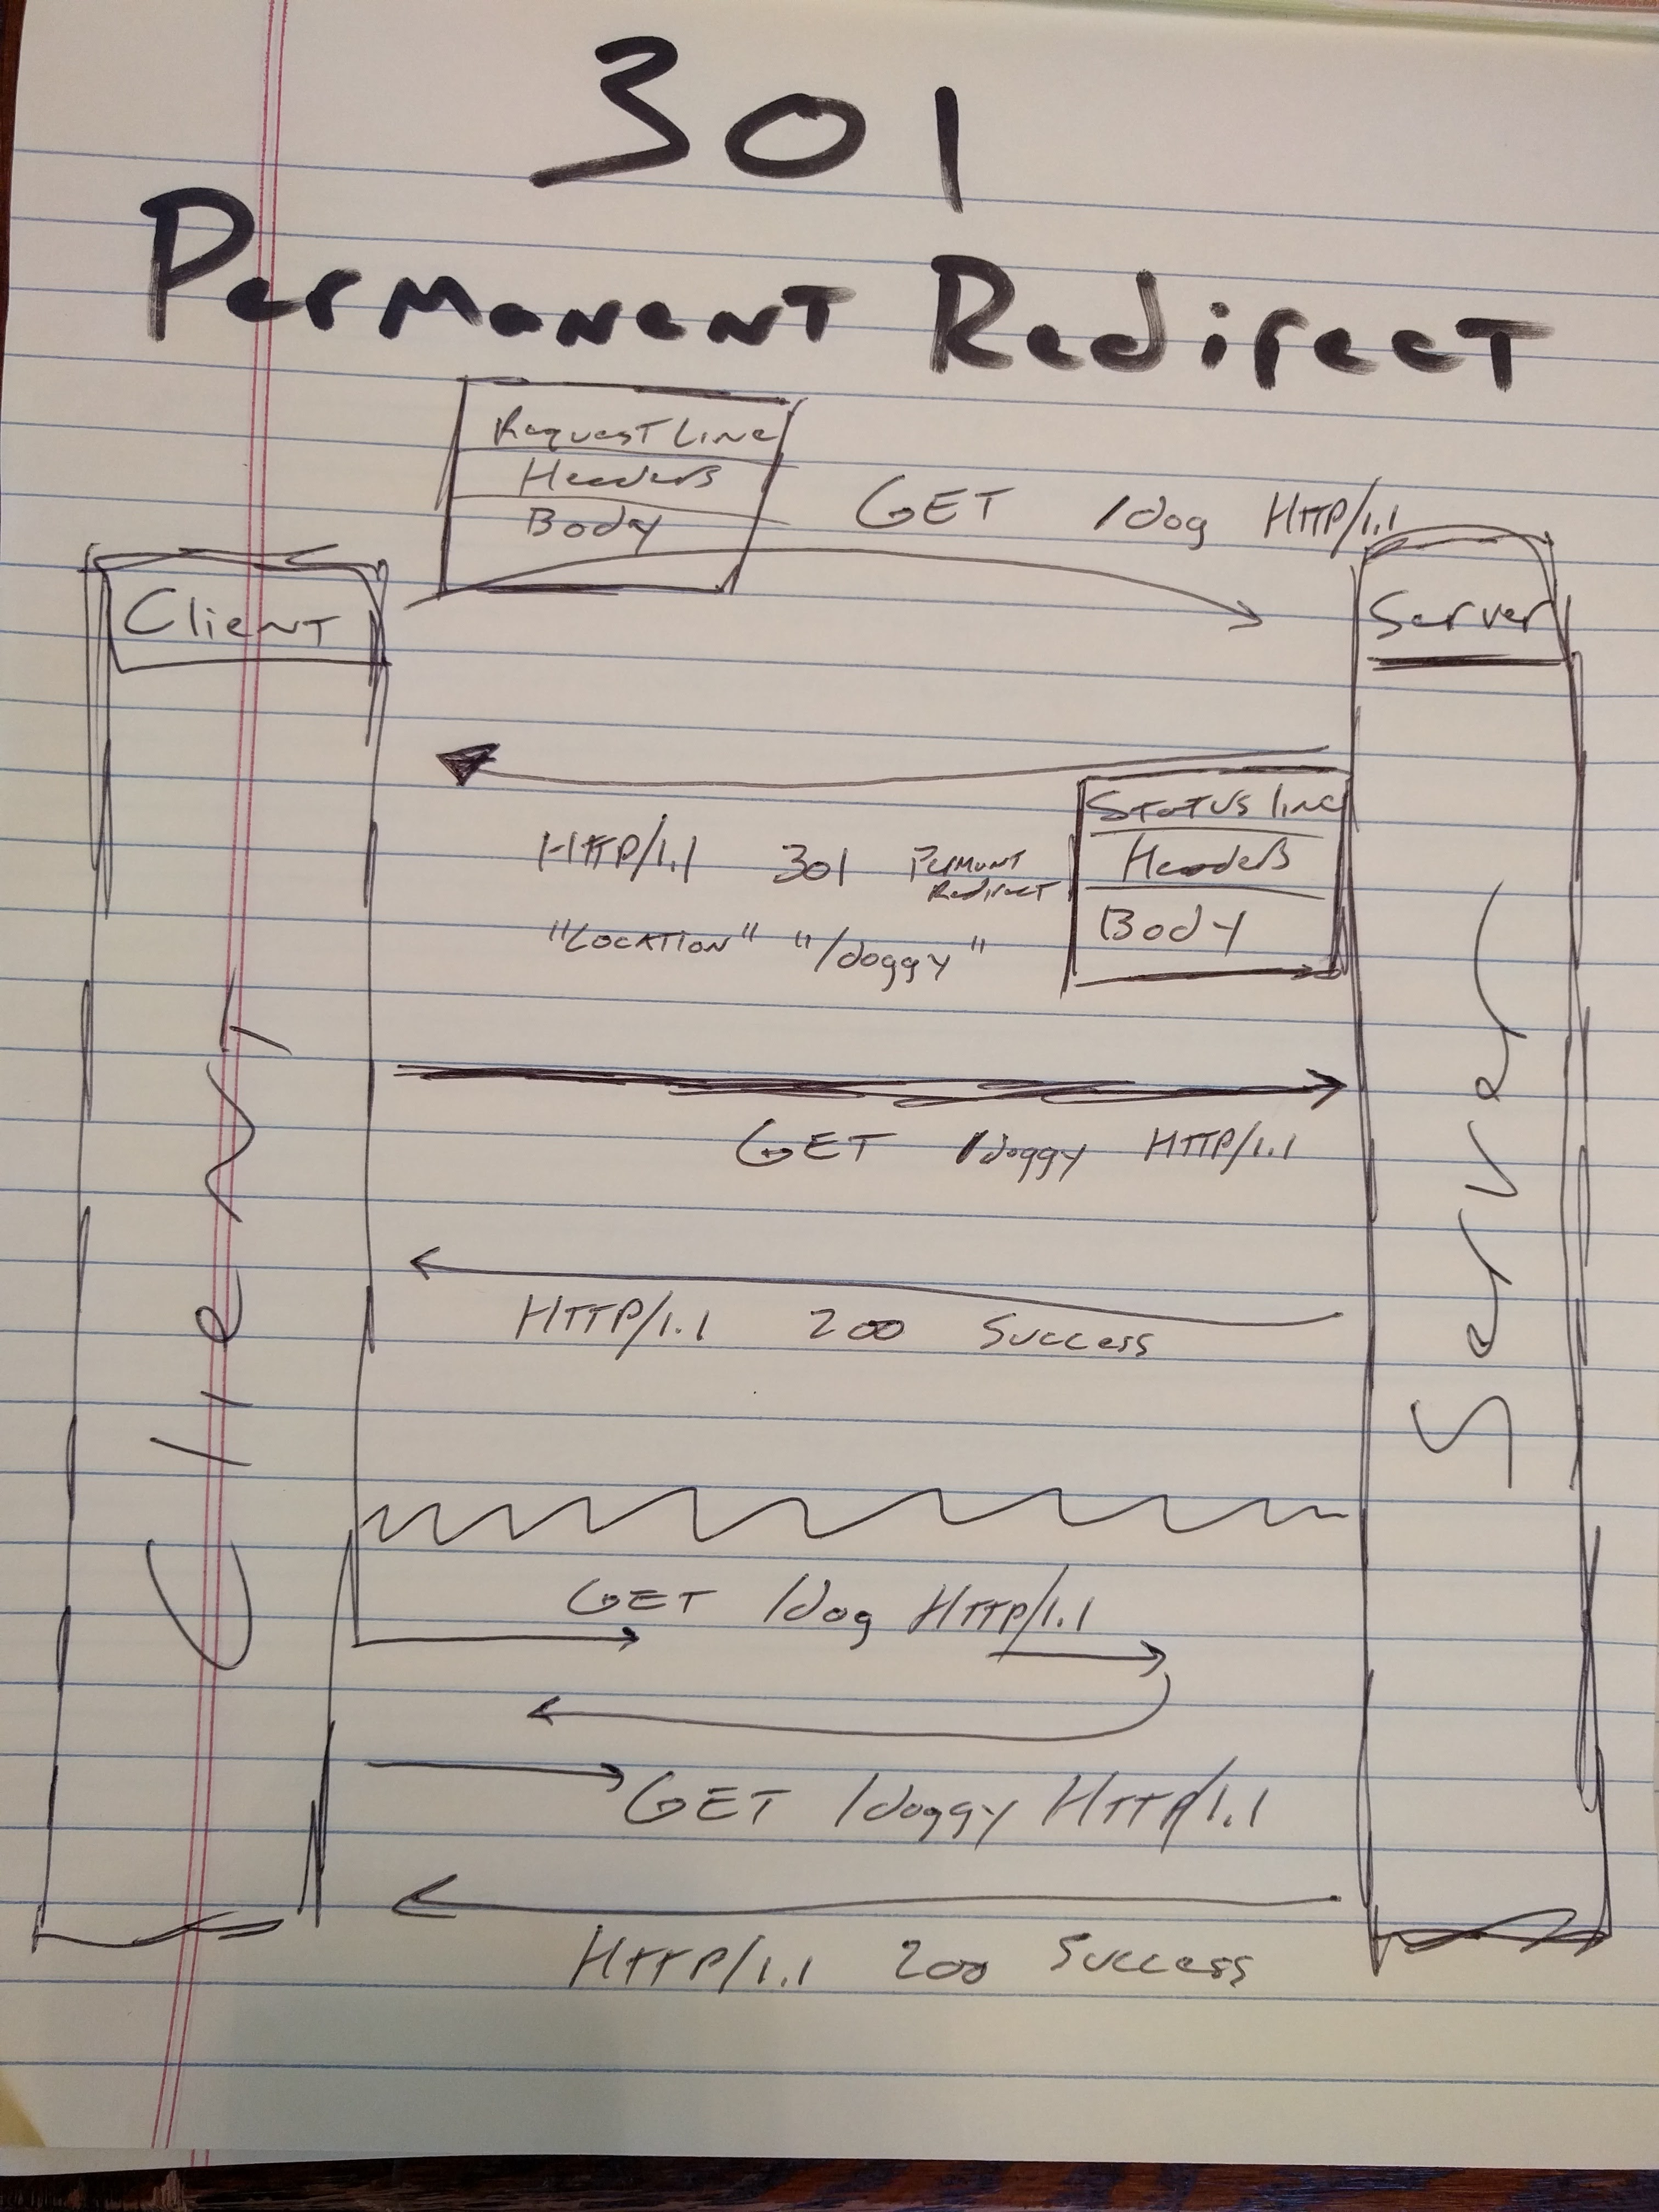 301
Permanent Redirect
Request Line
Headers
Body
GET /dog HTTP/1.1
Client
Server
Status line
Headers
Body
HTTP/1.1 301 Permant
Redirect
"LOCATION" "/doggy"
GET /doggy HTTP/1.1
HTTP/1.1 200 Success
Client
Server
GET /dog HTTP/1.1
GET /doggy HTTP/1.1
HTTP/1.1 200 Success